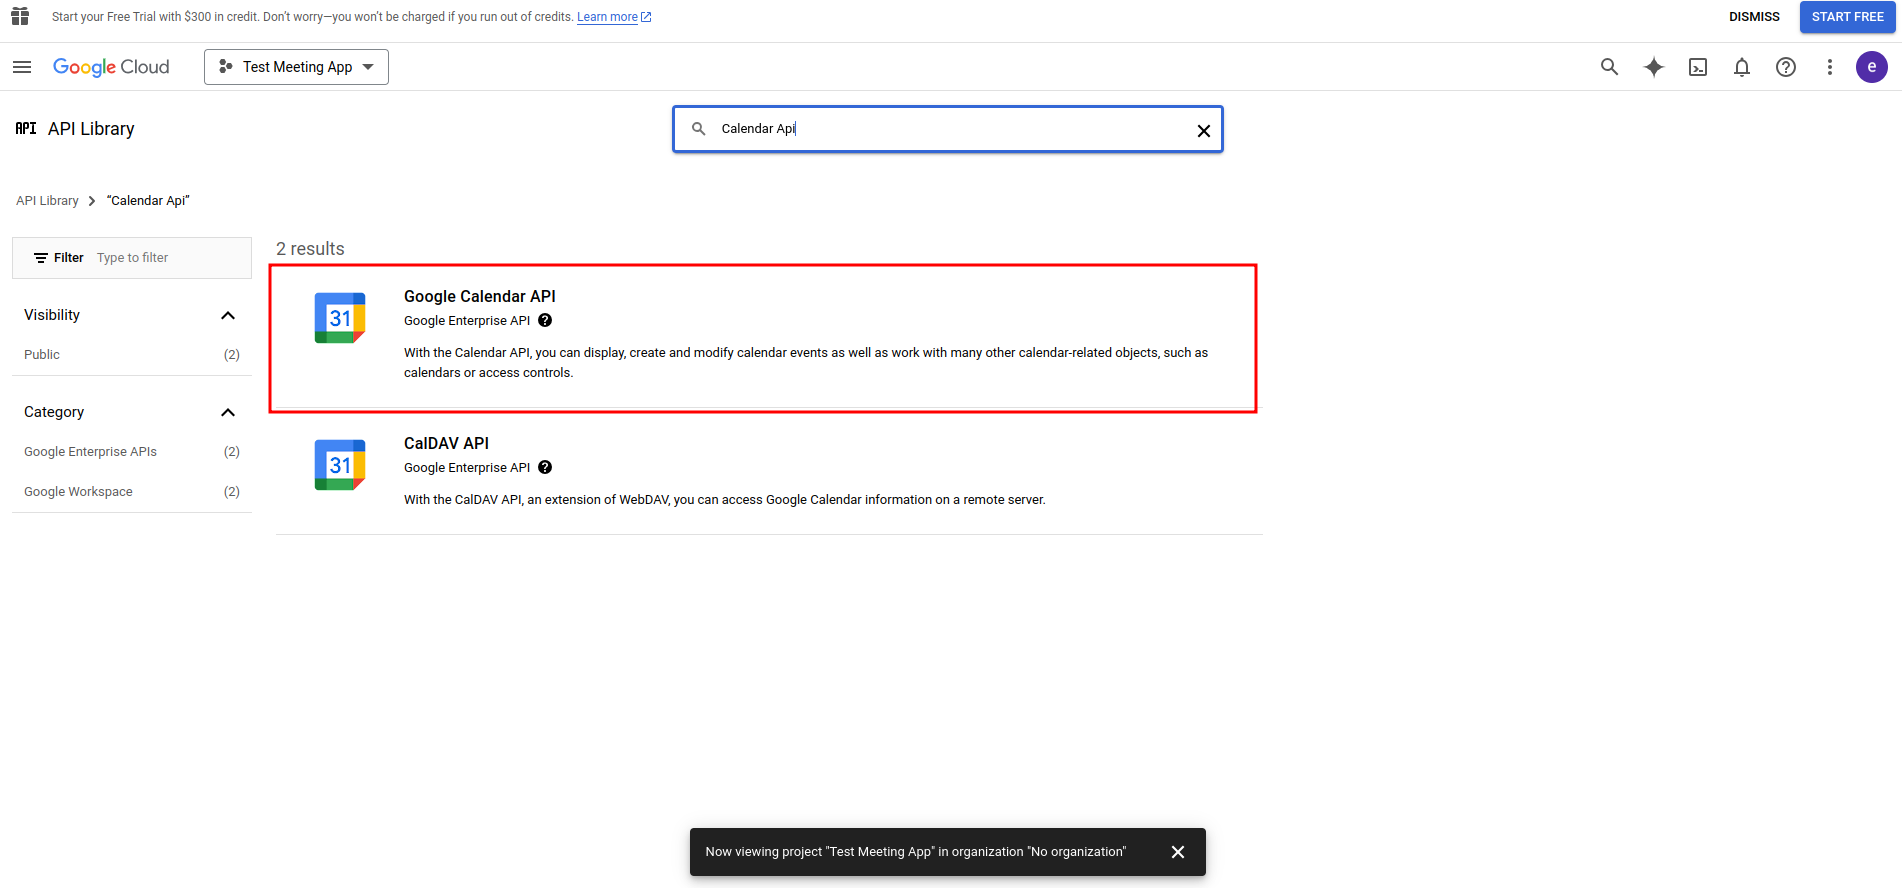 Start your Free Trial with $300 in credit. Don't worry—you won't be charged if you run out of credits. Learn more
DISMISS
START FREE
Google Cloud
Test Meeting App
e
API API Library
Calendar Api
API Library > “Calendar Api”
Filter Type to filter
Visibility
Public (2)
Category
Google Enterprise APIs (2)
Google Workspace (2)
2 results
31
Google Calendar API
Google Enterprise API ?
With the Calendar API, you can display, create and modify calendar events as well as work with many other calendar-related objects, such as
calendars or access controls.
31
CalDAV API
Google Enterprise API ?
With the CalDAV API, an extension of WebDAV, you can access Google Calendar information on a remote server.
Now viewing project "Test Meeting App" in organization "No organization"